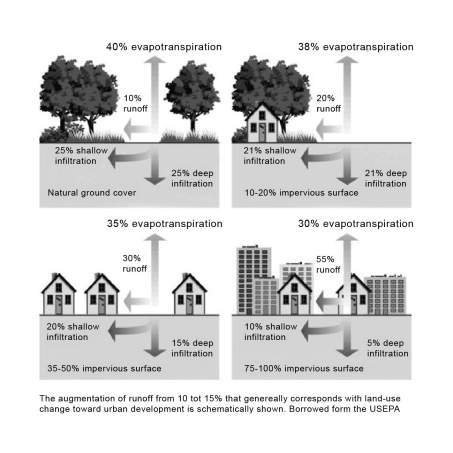 40% evapotranspiration
10%
runoff
25% shallow
infiltration
25% deep
infiltration
Natural ground cover
38% evapotranspiration
20%
runoff
21% shallow
infiltration
21% deep
infiltration
10-20% impervious surface
35% evapotranspiration
30%
runoff
20% shallow
infiltration
15% deep
infiltration
35-50% impervious surface
30% evapotranspiration
55%
runoff
10% shallow
infiltration
5% deep
infiltration
75-100% impervious surface
The augmentation of runoff from 10 tot 15% that genereally corresponds with land-use
change toward urban development is schematically shown. Borrowed form the USEPA